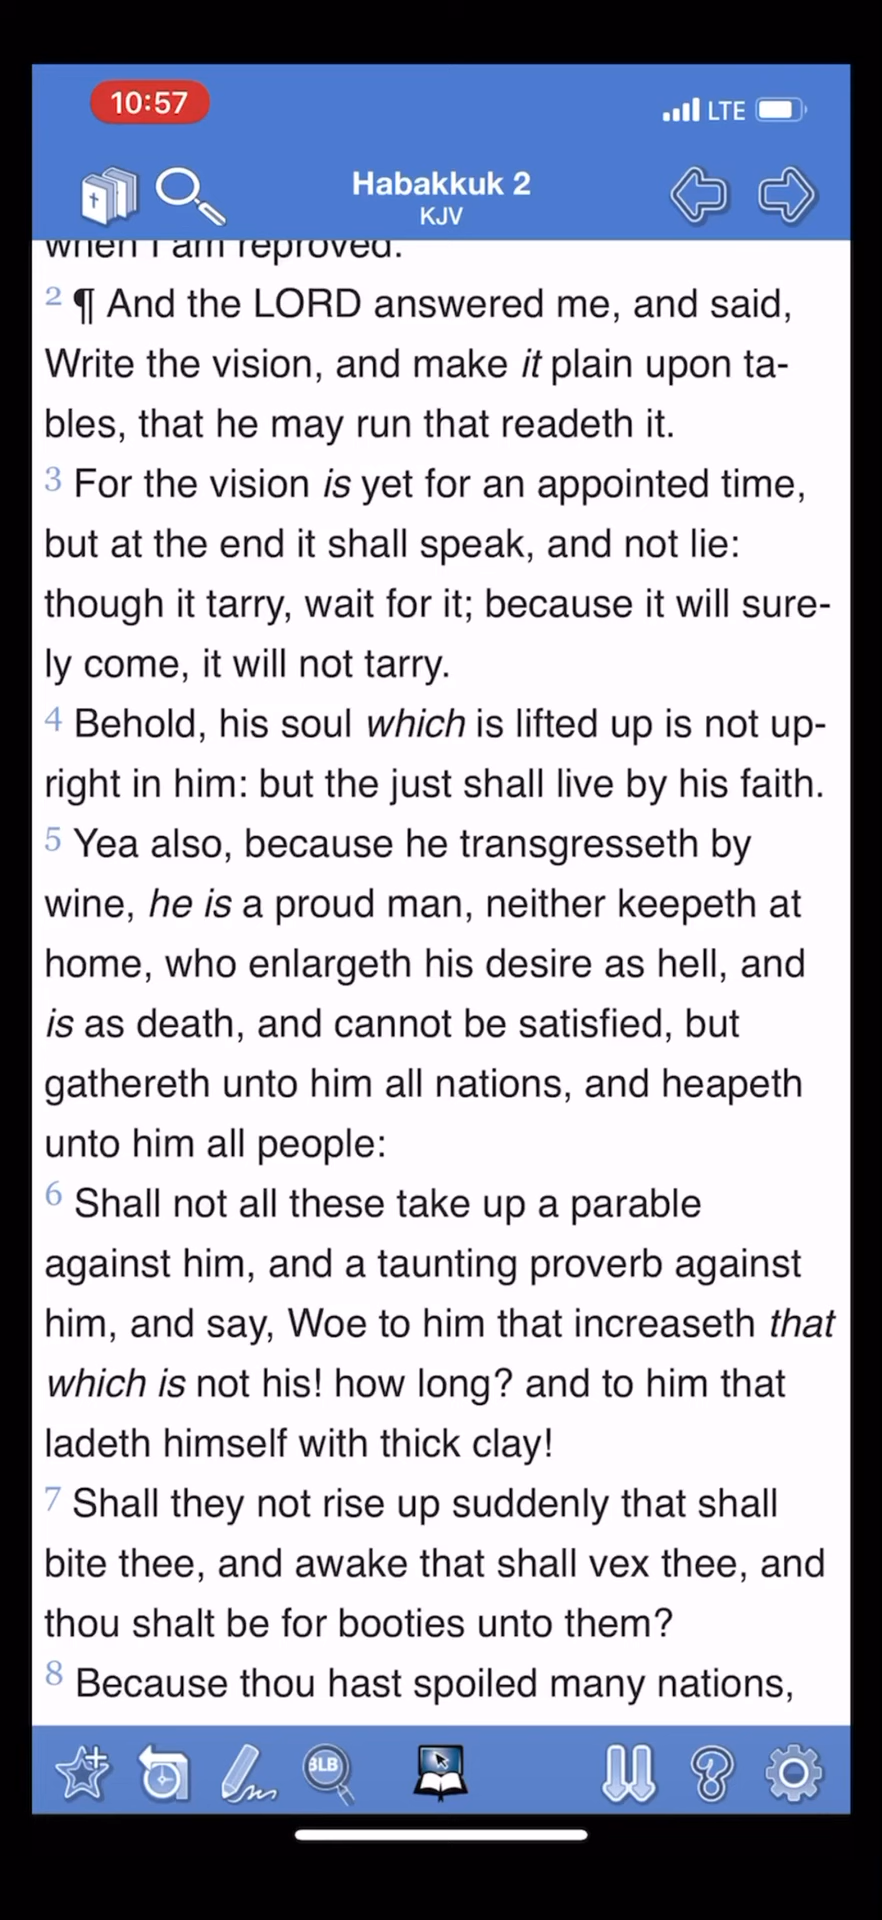 10:57
LTE
Habakkuk 2
KJV
when I am reproved.
2 ¶ And the LORD answered me, and said,
Write the vision, and make it plain upon ta-
bles, that he may run that readeth it.
3 For the vision is yet for an appointed time,
but at the end it shall speak, and not lie:
though it tarry, wait for it; because it will sure-
ly come, it will not tarry.
4 Behold, his soul which is lifted up is not up-
right in him: but the just shall live by his faith.
5 Yea also, because he transgresseth by
wine, he is a proud man, neither keepeth at
home, who enlargeth his desire as hell, and
is as death, and cannot be satisfied, but
gathereth unto him all nations, and heapeth
unto him all people:
6 Shall not all these take up a parable
against him, and a taunting proverb against
him, and say, Woe to him that increaseth that
which is not his! how long? and to him that
ladeth himself with thick clay!
7 Shall they not rise up suddenly that shall
bite thee, and awake that shall vex thee, and
thou shalt be for booties unto them?
8 Because thou hast spoiled many nations,
BLB